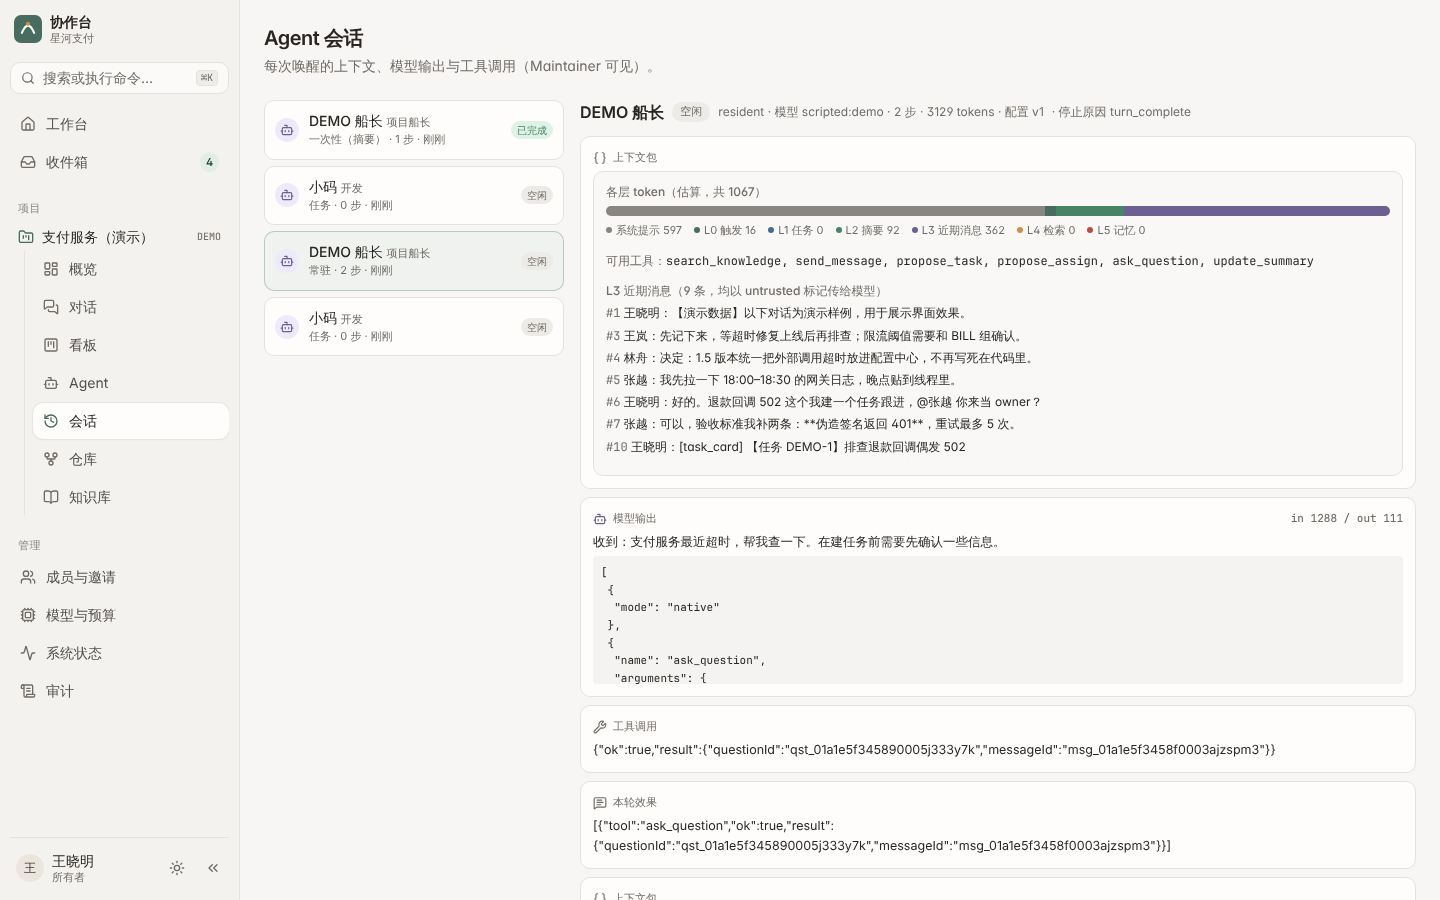 协作台
星河支付
搜索或执行命令...
⌘K
工作台
收件箱
4
项目
支付服务（演示）
DEMO
概览
对话
看板
Agent
会话
仓库
知识库
管理
成员与邀请
模型与预算
系统状态
审计
王
王晓明
所有者
Agent 会话
每次唤醒的上下文、模型输出与工具调用（Maintainer 可见）。
DEMO 船长 项目船长
一次性（摘要） · 1 步 · 刚刚
已完成
小码 开发
任务 · 0 步 · 刚刚
空闲
DEMO 船长 项目船长
常驻 · 2 步 · 刚刚
空闲
小码 开发
任务 · 0 步 · 刚刚
空闲
DEMO 船长 空闲 resident · 模型 scripted:demo · 2 步 · 3129 tokens · 配置 v1 · 停止原因 turn_complete
上下文包
各层 token（估算，共 1067）
系统提示 597 L0 触发 16 L1 任务 0 L2 摘要 92 L3 近期消息 362 L4 检索 0 L5 记忆 0
可用工具：search_knowledge, send_message, propose_task, propose_assign, ask_question, update_summary
L3 近期消息（9 条，均以 untrusted 标记传给模型）
#1 王晓明：【演示数据】以下对话为演示样例，用于展示界面效果。
#3 王岚：先记下来，等超时修复上线后再排查；限流阈值需要和 BILL 组确认。
#4 林舟：决定：1.5 版本统一把外部调用超时放进配置中心，不再写死在代码里。
#5 张越：我先拉一下 18:00–18:30 的网关日志，晚点贴到线程里。
#6 王晓明：好的。退款回调 502 这个我建一个任务跟进，@张越 你来当 owner？
#7 张越：可以，验收标准我补两条：**伪造签名返回 401**，重试最多 5 次。
#10 王晓明：[task_card] 【任务 DEMO-1】排查退款回调偶发 502
模型输出
in 1288 / out 111
收到：支付服务最近超时，帮我查一下。在建任务前需要先确认一些信息。
[
{
"mode": "native"
},
{
"name": "ask_question",
"arguments": {
工具调用
{"ok":true,"result":{"questionId":"qst_01a1e5f345890005j333y7k","messageId":"msg_01a1e5f3458f0003ajzspm3"}}
本轮效果
[{"tool":"ask_question","ok":true,"result":
{"questionId":"qst_01a1e5f345890005j333y7k","messageId":"msg_01a1e5f3458f0003ajzspm3"}}]
上下文包